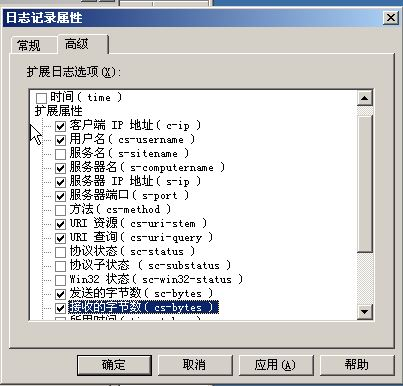 日志记录属性
常规
高级
扩展日志选项(X):
时间( time )
扩展属性
客户端 IP 地址( c-ip )
用户名( cs-username )
服务名( s-sitename )
服务器名( s-computername )
服务器 IP 地址( s-ip )
服务器端口( s-port )
方法( cs-method )
URI 资源( cs-uri-stem )
URI 查询( cs-uri-query )
协议状态( sc-status )
协议子状态 ( sc-substatus )
Win32 状态( sc-win32-status )
发送的字节数( sc-bytes )
接收的字节数( cs-bytes )
确定
取消
应用(A)
帮助